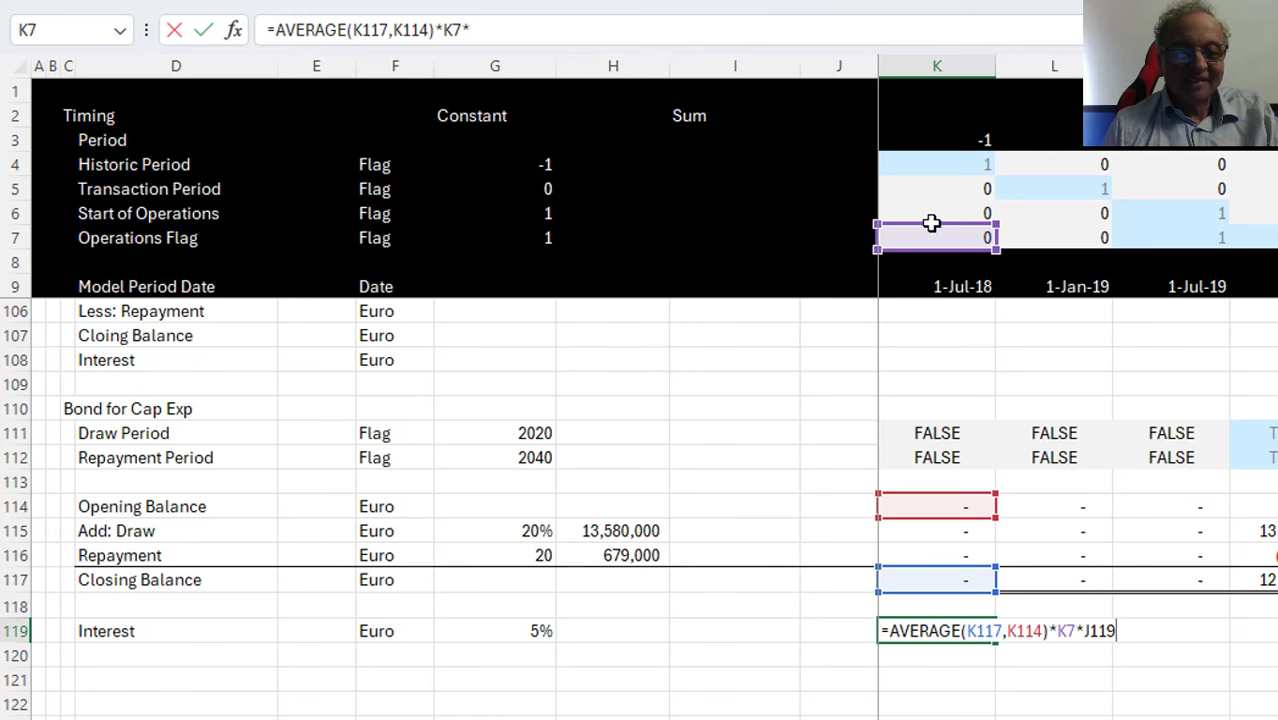 K7 fx =AVERAGE(K117,K114)*K7*
A B C D E F G H I J K L
1
2 Timing Constant Sum
3 Period -1
4 Historic Period Flag -1 1 0 0
5 Transaction Period Flag 0 0 1 0
6 Start of Operations Flag 1 0 0 1
7 Operations Flag Flag 1 0 0 1
8
9 Model Period Date Date 1-Jul-18 1-Jan-19 1-Jul-19
106 Less: Repayment Euro
107 Cloing Balance Euro
108 Interest Euro
109
110 Bond for Cap Exp
111 Draw Period Flag 2020 FALSE FALSE FALSE T
112 Repayment Period Flag 2040 FALSE FALSE FALSE T
113
114 Opening Balance Euro - - -
115 Add: Draw Euro 20% 13,580,000 - - - 13
116 Repayment Euro 20 679,000 - - - (
117 Closing Balance Euro - - - 12
118
119 Interest Euro 5% =AVERAGE(K117,K114)*K7*J119
120
121
122